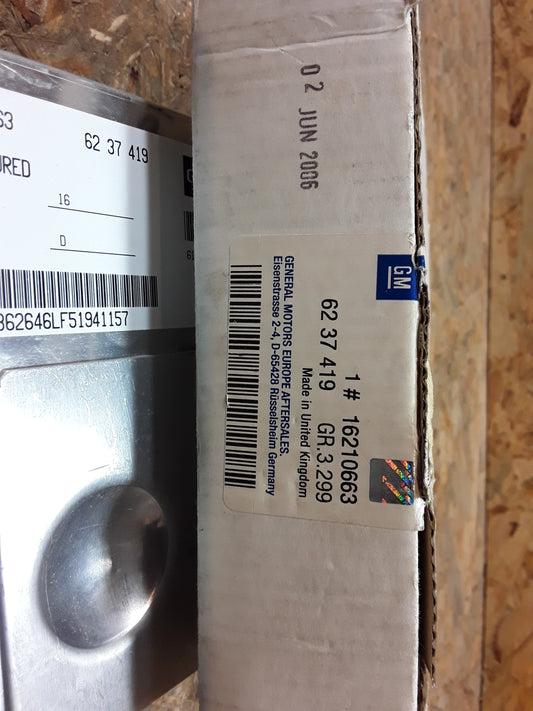 63
62 37 419
URED
16
D
862646LF51941157
02 JUN 2006
GM
1 # 16210663
62 37 419 GR.3.299
Made in United Kingdom
GENERAL MOTORS EUROPE AFTERSALES.
Eisenstrasse 2-4, D-65428 Rüsselsheim Germany